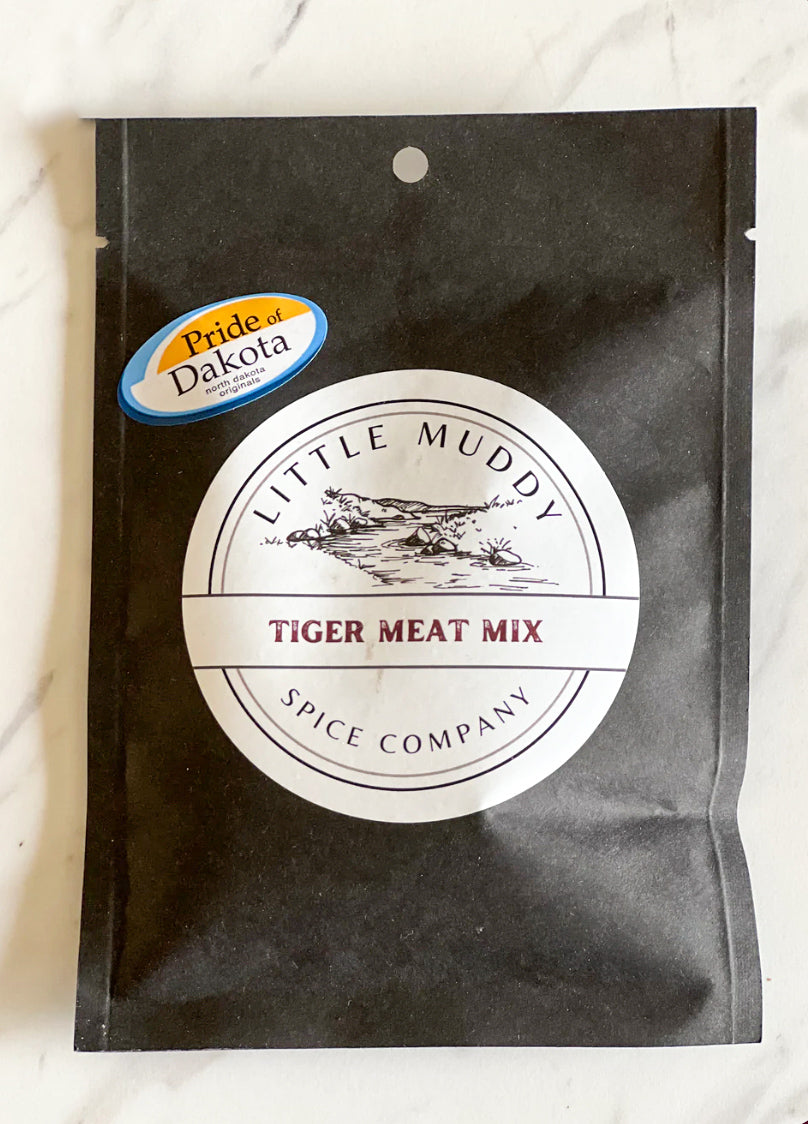 Pride of
Dakota
north dakota
originals
LITTLE MUDDY
TIGER MEAT MIX
SPICE COMPANY